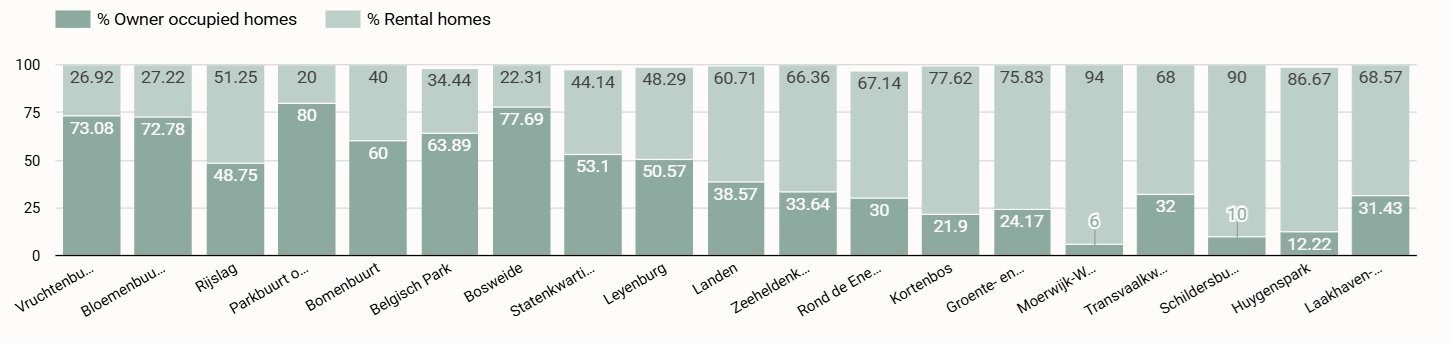 % Owner occupied homes % Rental homes
100
75
50
25
0
26.92 27.22 51.25 20 40 34.44 22.31 44.14 48.29 60.71 66.36 67.14 77.62 75.83 94 68 90 86.67 68.57
73.08 72.78 48.75 80 60 63.89 77.69 53.1 50.57 38.57 33.64 30 21.9 24.17 6 32 10 12.22 31.43
Vruchtenbu... Bloemenbuu... Rijslag Parkbuurt o... Bomenbuurt Belgisch Park Bosweide Statenkwarti... Leyenburg Landen Zeeheldenk... Rond de Ene... Kortenbos Groente- en... Moerwijk-W... Transvaalkw... Schildersbu... Huygenspark Laakhaven-...